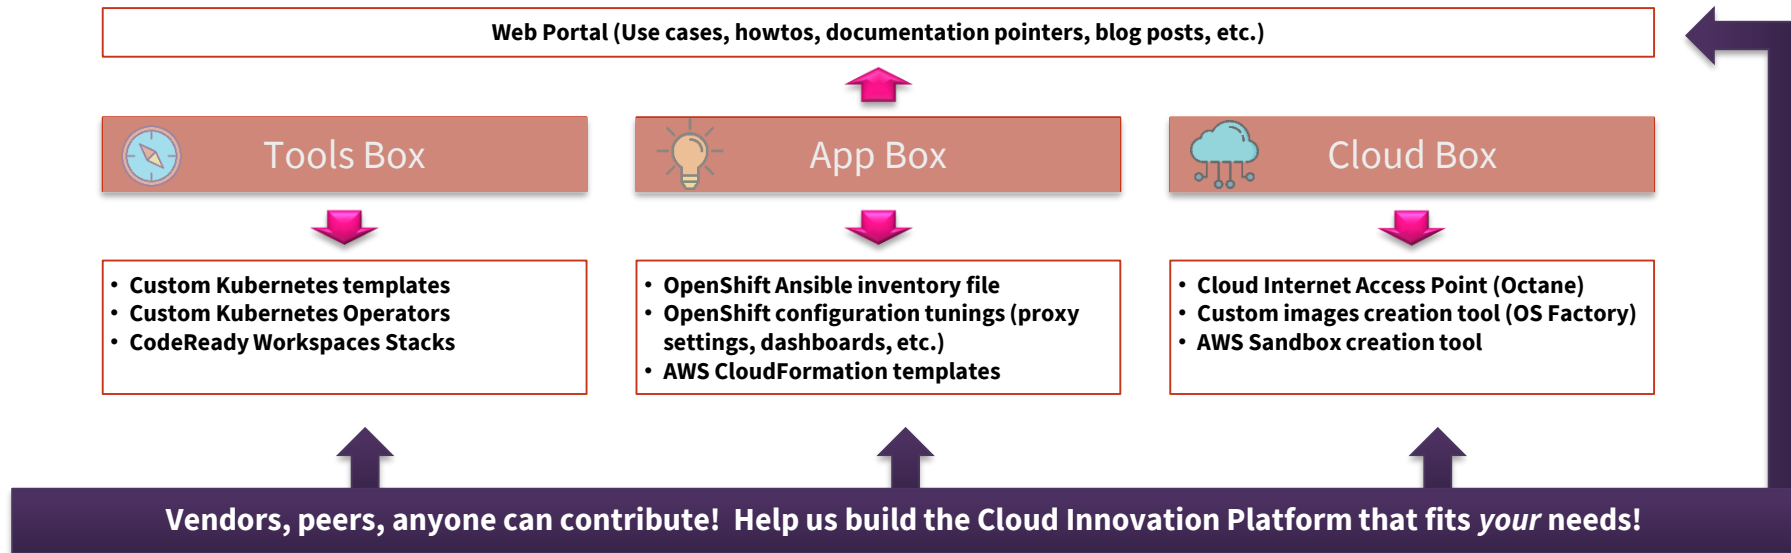 Web Portal (Use cases, howtos, documentation pointers, blog posts, etc.)
Tools Box
App Box
Cloud Box
• Custom Kubernetes templates
• Custom Kubernetes Operators
• CodeReady Workspaces Stacks
• OpenShift Ansible inventory file
• OpenShift configuration tunings (proxy
settings, dashboards, etc.)
• AWS CloudFormation templates
• Cloud Internet Access Point (Octane)
• Custom images creation tool (OS Factory)
• AWS Sandbox creation tool
Vendors, peers, anyone can contribute! Help us build the Cloud Innovation Platform that fits your needs!